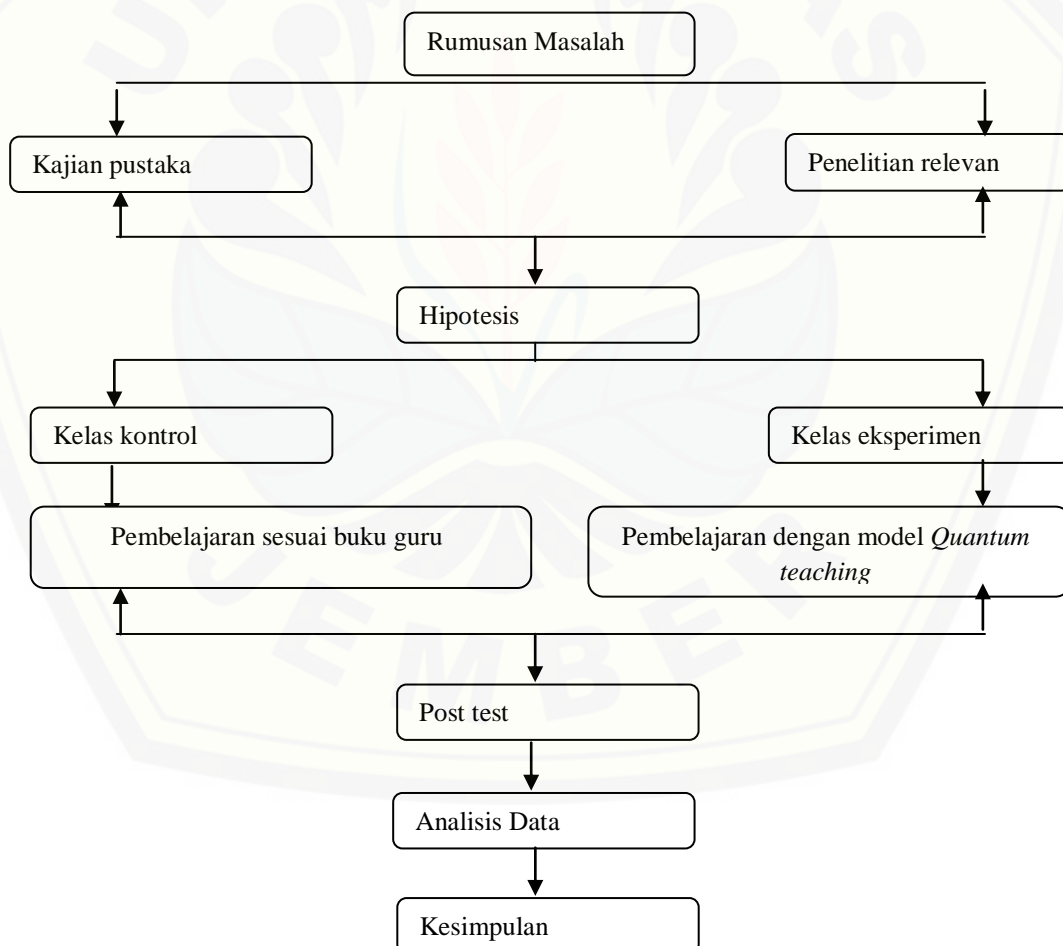 Rumusan Masalah
Kajian pustaka
Penelitian relevan
Hipotesis
Kelas kontrol
Kelas eksperimen
Pembelajaran sesuai buku guru
Pembelajaran dengan model Quantum
teaching
JEMBER
Post test
Analisis Data
Kesimpulan